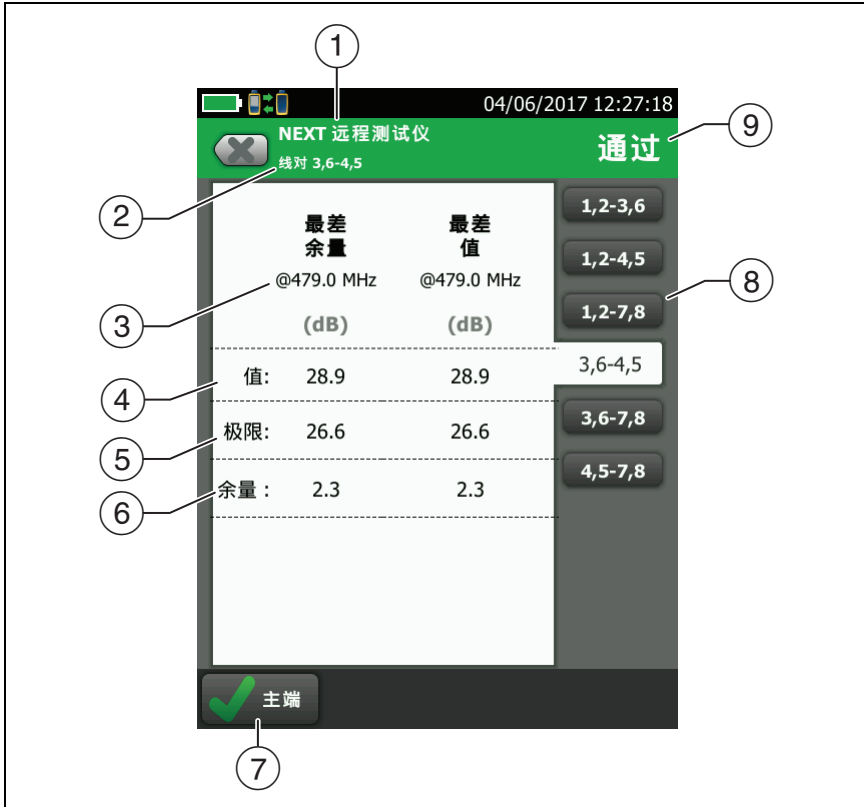 1
04/06/2017 12:27:18
NEXT 远程测试仪
线对 3,6-4,5
通过
9
2
最差
余量
最差
值
@479.0 MHz
@479.0 MHz
(dB)
(dB)
3
值: 28.9 28.9
4
极限: 26.6 26.6
5
余量: 2.3 2.3
6
1,2-3,6
1,2-4,5
1,2-7,8
3,6-4,5
3,6-7,8
4,5-7,8
8
主端
7